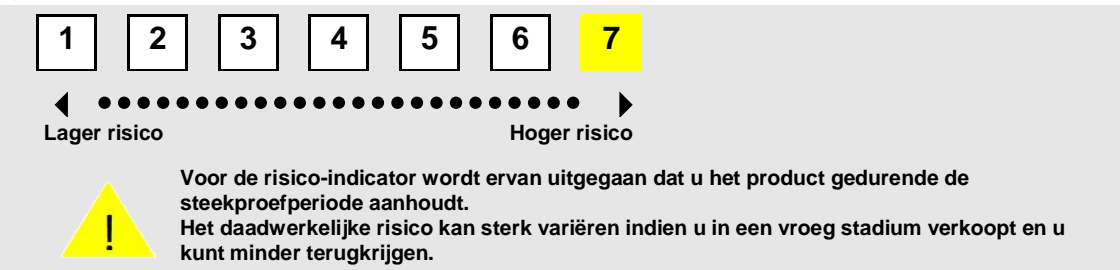 1 2 3 4 5 6 7
Lager risico Hoger risico
! Voor de risico-indicator wordt ervan uitgegaan dat u het product gedurende de
steekproefperiode aanhoudt.
Het daadwerkelijke risico kan sterk variëren indien u in een vroeg stadium verkoopt en u
kunt minder terugkrijgen.